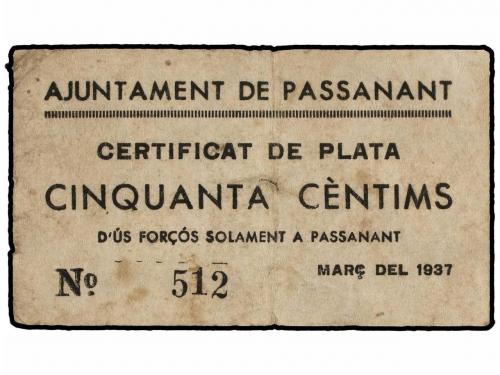 AJUNTAMENT DE PASSANANT
CERTIFICAT DE PLATA
CINQUANTA CÈNTIMS
D'ÚS FORÇÓS SOLAMENT A PASSANANT
Nº 512
MARÇ DEL 1937